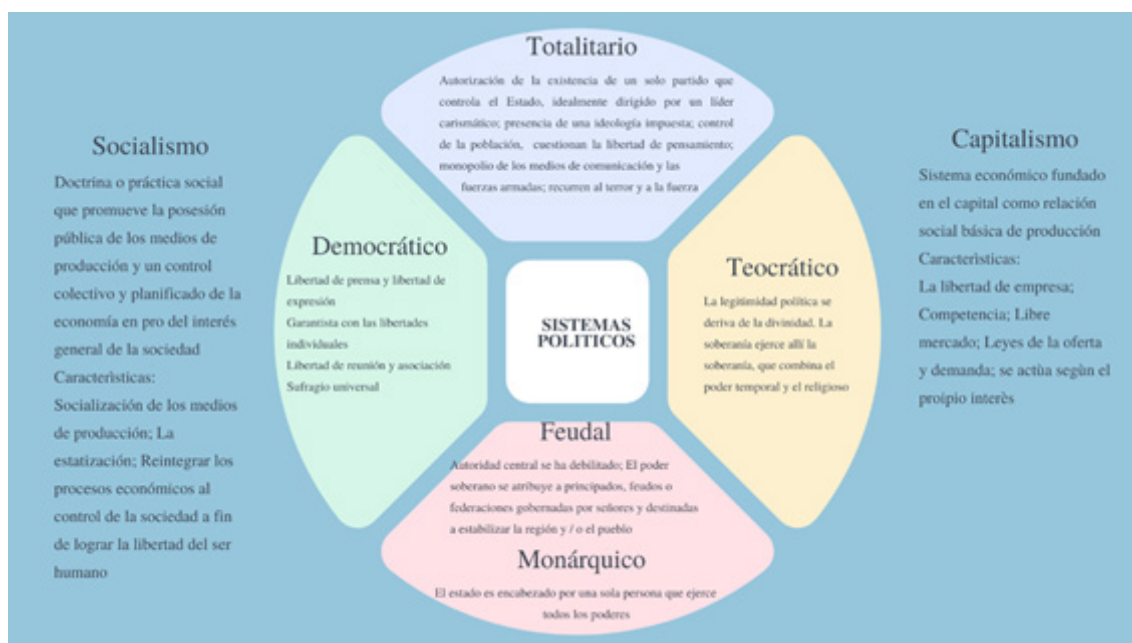 Totalitario
Autorización de la existencia de un solo partido que
controla el Estado, idealmente dirigido por un líder
carismático; presencia de una ideología impuesta; control
de la población, cuestionan la libertad de pensamiento;
monopolio de los medios de comunicación y las
fuerzas armadas; recurren al terror y a la fuerza
Socialismo
Doctrina o práctica social
que promueve la posesión
pública de los medios de
producción y un control
colectivo y planificado de la
economía en pro del interés
general de la sociedad
Caracterìsticas:
Socialización de los medios
de producción; La
estatización; Reintegrar los
procesos económicos al
control de la sociedad a fin
de lograr la libertad del ser
humano
Democrático
Libertad de prensa y libertad de
expresión
Garantista con las libertades
individuales
Libertad de reunión y asociación
Sufragio universal
SISTEMAS
POLITICOS
Teocrático
La legitimidad política se
deriva de la divinidad. La
soberanía ejerce allí la
soberanía, que combina el
poder temporal y el religioso
Capitalismo
Sistema económico fundado
en el capital como relación
social básica de producción
Caracterìsticas:
La libertad de empresa;
Competencia; Libre
mercado; Leyes de la oferta
y demanda; se actùa segùn el
proipio interès
Feudal
Autoridad central se ha debilitado; El poder
soberano se atribuye a principados, feudos o
federaciones gobernadas por señores y destinadas
a estabilizar la región y / o el pueblo
Monárquico
El estado es encabezado por una sola persona que ejerce
todos los poderes